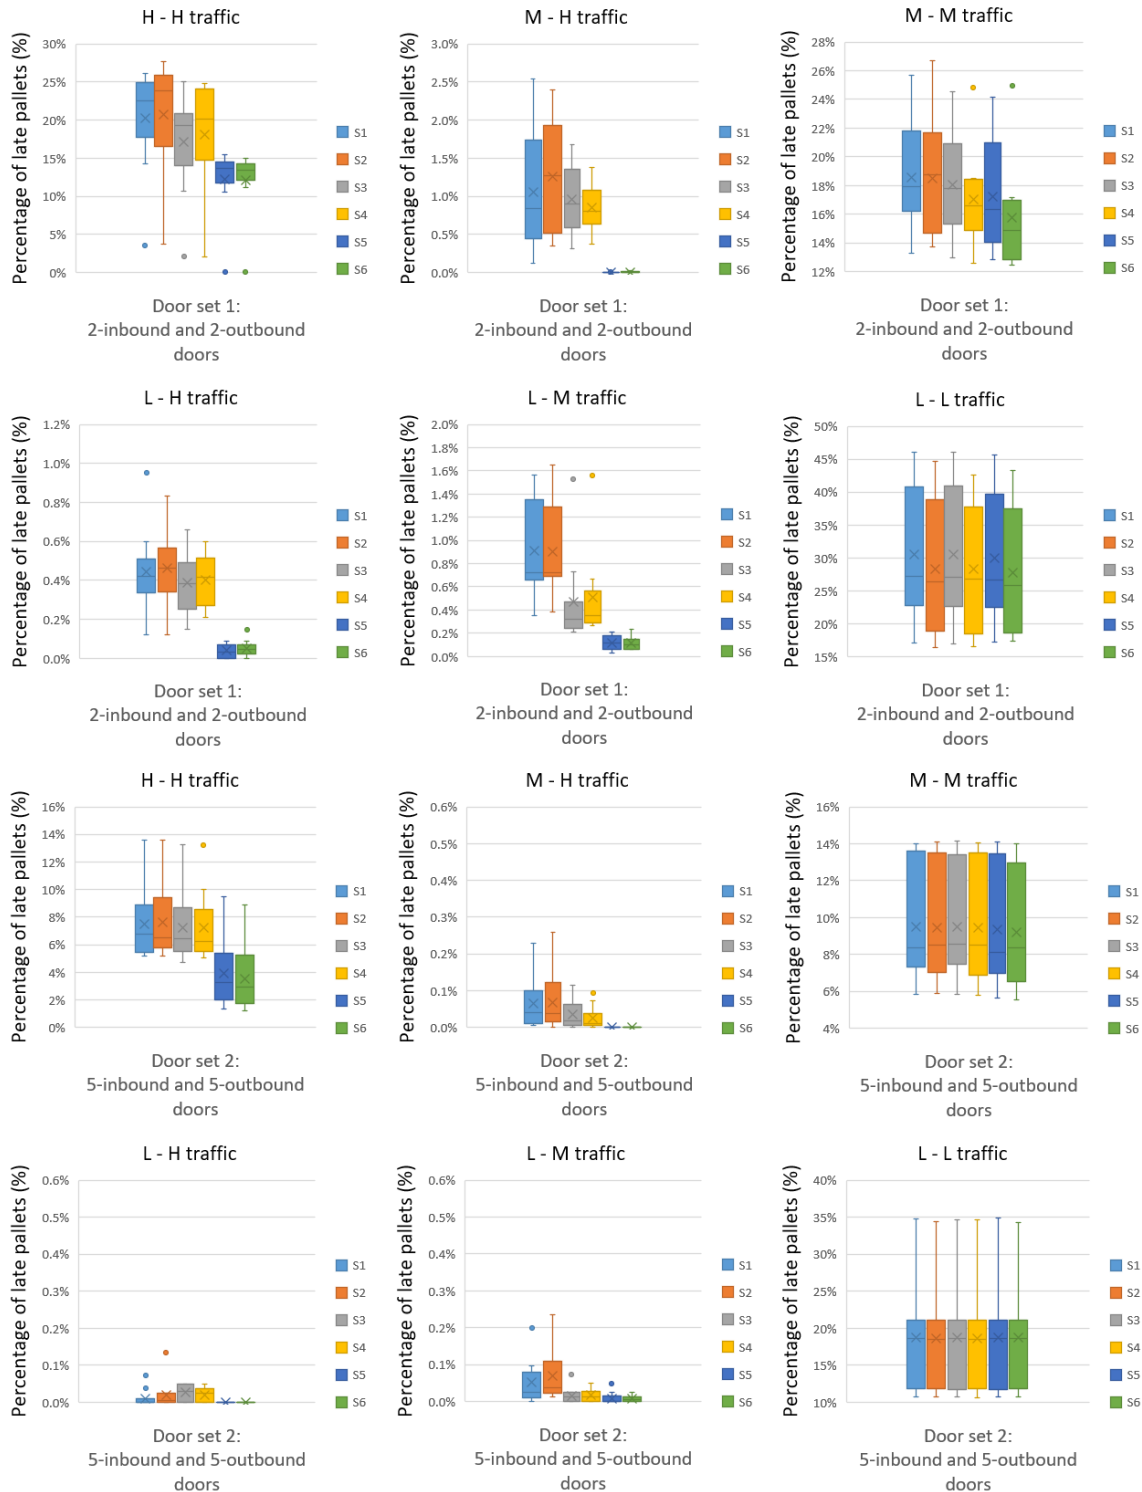 H - H traffic
Percentage of late pallets (%)
30%
25%
20%
15%
10%
5%
0%
S1
S2
S3
S4
S5
S6
Door set 1:
2-inbound and 2-outbound
doors
M - H traffic
Percentage of late pallets (%)
3.0%
2.5%
2.0%
1.5%
1.0%
0.5%
0.0%
S1
S2
S3
S4
S5
S6
Door set 1:
2-inbound and 2-outbound
doors
M - M traffic
Percentage of late pallets (%)
28%
26%
24%
22%
20%
18%
16%
14%
12%
S1
S2
S3
S4
S5
S6
Door set 1:
2-inbound and 2-outbound
doors
L - H traffic
Percentage of late pallets (%)
1.2%
1.0%
0.8%
0.6%
0.4%
0.2%
0.0%
S1
S2
S3
S4
S5
S6
Door set 1:
2-inbound and 2-outbound
doors
L - M traffic
Percentage of late pallets (%)
2.0%
1.8%
1.6%
1.4%
1.2%
1.0%
0.8%
0.6%
0.4%
0.2%
0.0%
S1
S2
S3
S4
S5
S6
Door set 1:
2-inbound and 2-outbound
doors
L - L traffic
Percentage of late pallets (%)
50%
45%
40%
35%
30%
25%
20%
15%
S1
S2
S3
S4
S5
S6
Door set 1:
2-inbound and 2-outbound
doors
H - H traffic
Percentage of late pallets (%)
16%
14%
12%
10%
8%
6%
4%
2%
0%
S1
S2
S3
S4
S5
S6
Door set 2:
5-inbound and 5-outbound
doors
M - H traffic
Percentage of late pallets (%)
0.6%
0.5%
0.4%
0.3%
0.2%
0.1%
0.0%
S1
S2
S3
S4
S5
S6
Door set 2:
5-inbound and 5-outbound
doors
M - M traffic
Percentage of late pallets (%)
16%
14%
12%
10%
8%
6%
4%
S1
S2
S3
S4
S5
S6
Door set 2:
5-inbound and 5-outbound
doors
L - H traffic
Percentage of late pallets (%)
0.6%
0.5%
0.4%
0.3%
0.2%
0.1%
0.0%
S1
S2
S3
S4
S5
S6
Door set 2:
5-inbound and 5-outbound
doors
L - M traffic
Percentage of late pallets (%)
0.6%
0.5%
0.4%
0.3%
0.2%
0.1%
0.0%
S1
S2
S3
S4
S5
S6
Door set 2:
5-inbound and 5-outbound
doors
L - L traffic
Percentage of late pallets (%)
40%
35%
30%
25%
20%
15%
10%
S1
S2
S3
S4
S5
S6
Door set 2:
5-inbound and 5-outbound
doors